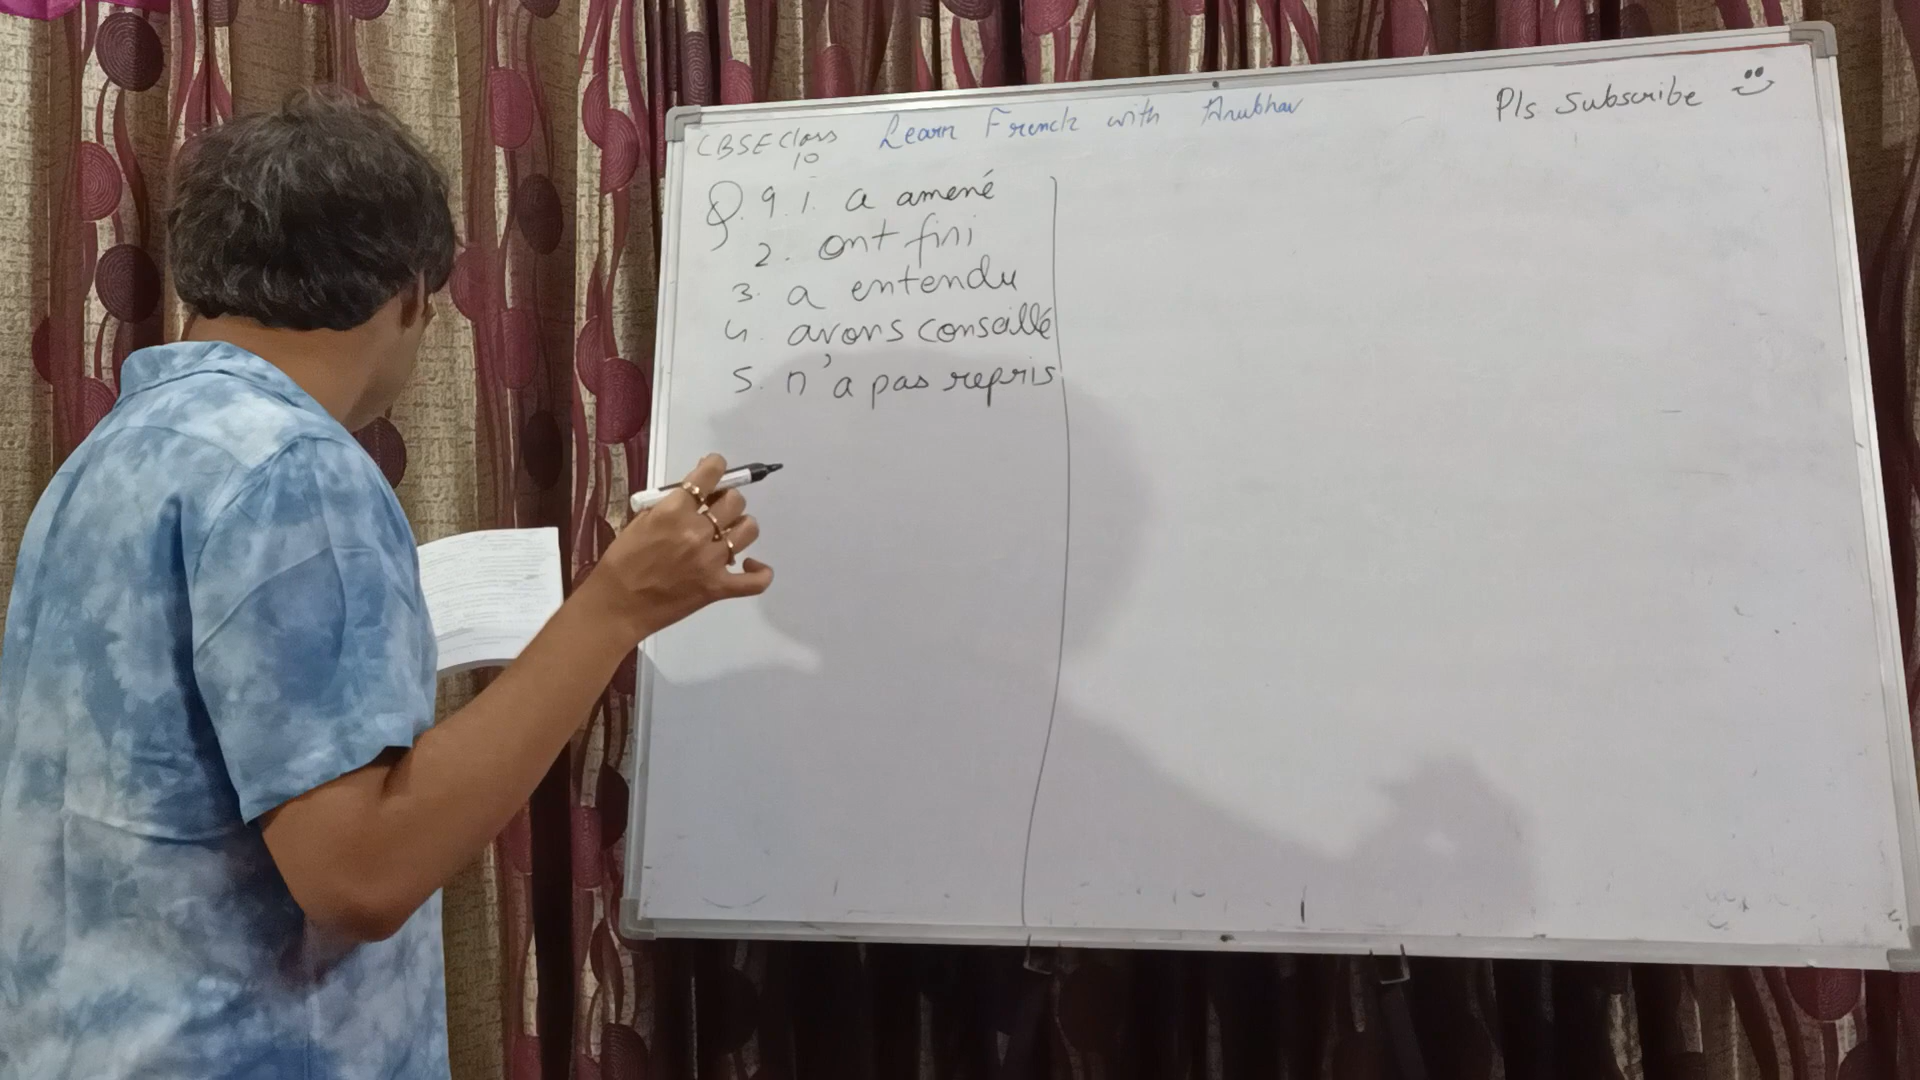 CBSE Class 10
Learn French with Anubhav
Pls Subscribe
Q. 9. 1. a amené
2. ont fini
3. a entendu
4. avons conseillé
5. n'a pas repris